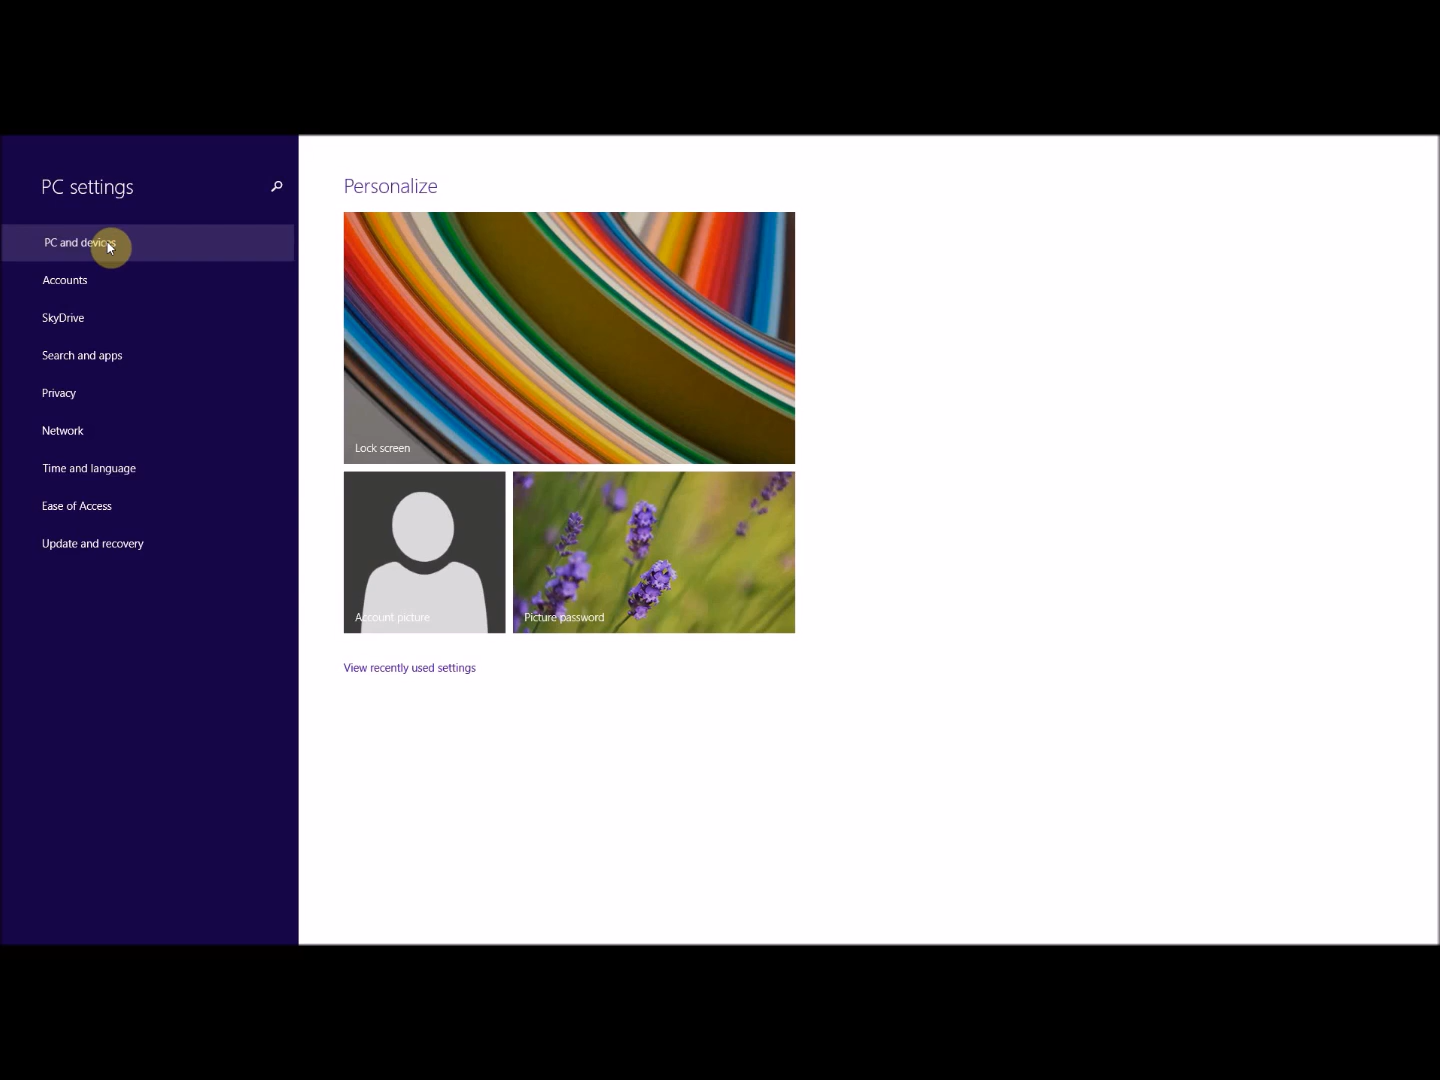 PC settings
PC and devices
Accounts
SkyDrive
Search and apps
Privacy
Network
Time and language
Ease of Access
Update and recovery
Personalize
Lock screen
Account picture
Picture password
View recently used settings